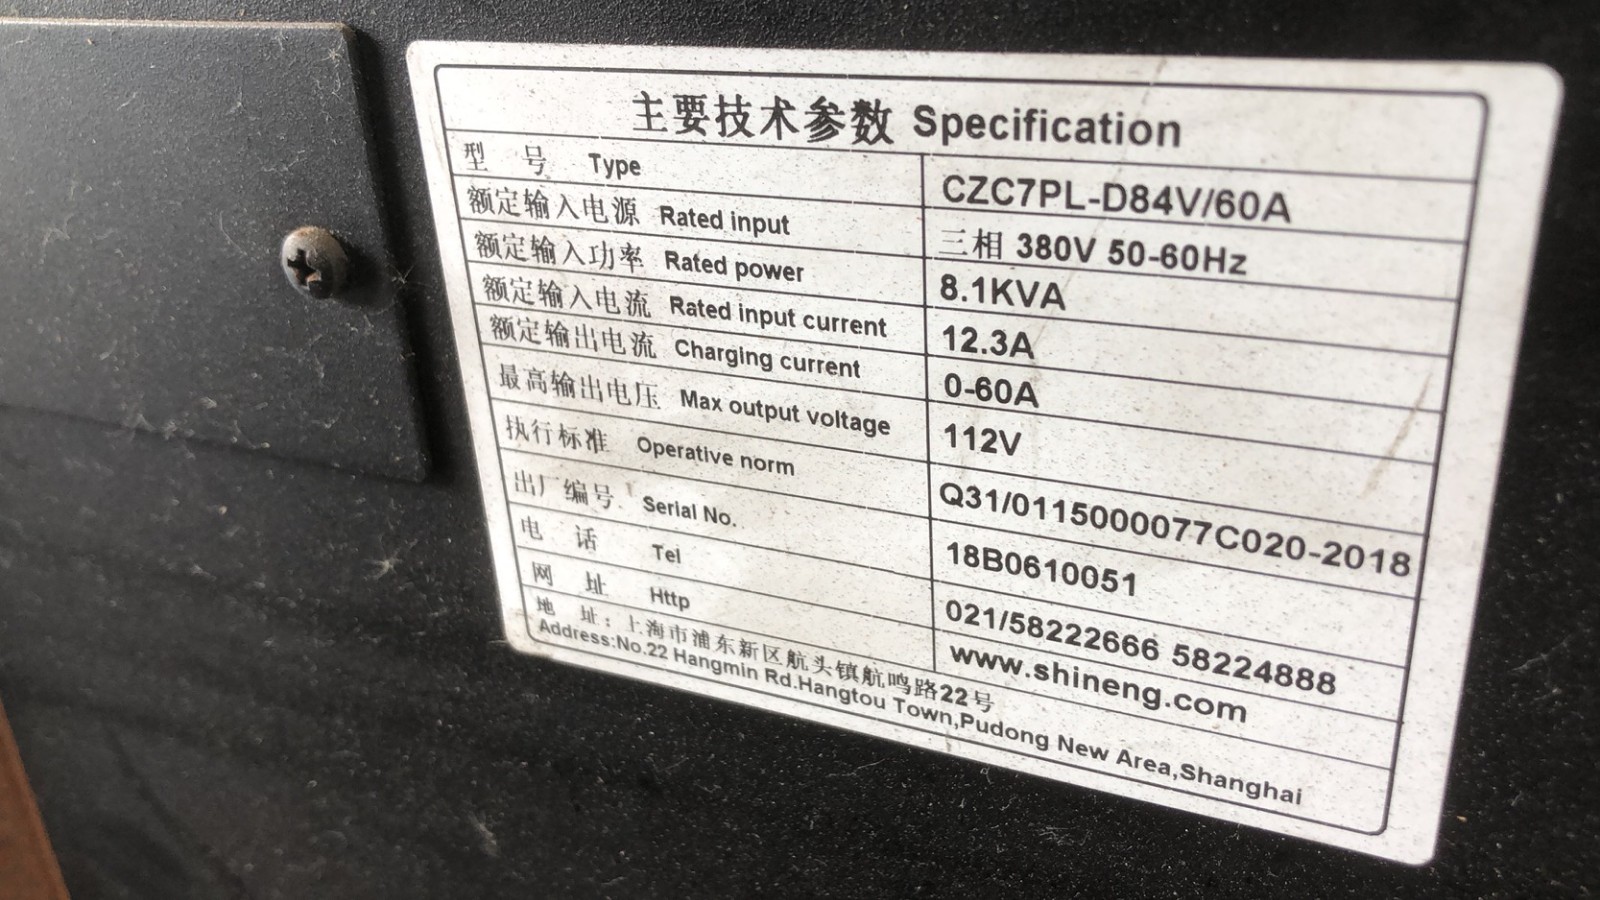 主要技术参数 Specification
型 号 Type CZC7PL-D84V/60A
额定输入电源 Rated input 三相 380V 50-60Hz
额定输入功率 Rated power 8.1KVA
额定输入电流 Rated input current 12.3A
额定输出电流 Charging current 0-60A
最高输出电压 Max output voltage 112V
执行标准 Operative norm Q31/0115000077C020-2018
出厂编号 Serial No. 18B0610051
电 话 Tel 021/58222666 58224888
网 址 Http www.shineng.com
地 址：上海市浦东新区航头镇航鸣路22号
Address:No.22 Hangmin Rd.Hangtou Town,Pudong New Area,Shanghai